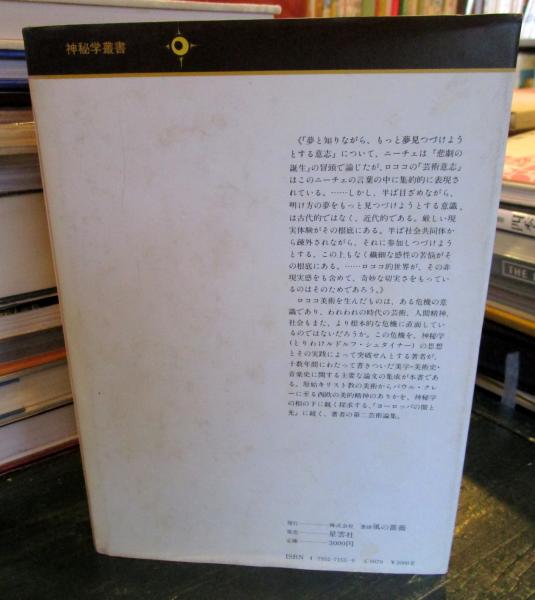 神秘学叢書
《「夢と知りながら、もっと夢見つづけよう
とする意志」について、ニーチェは『悲劇の
誕生』の冒頭で論じたが、ロココの「芸術意志」
はこのニーチェの言葉の中に集約的に表現さ
れている。……しかし、半ば目ざめながら、
明け方の夢をもっと見つづけようとする意識
は古代的ではなく、近代的である。厳しい現
実体験がその根底にある。半ば社会共同体か
ら疎外されながら、それに参加しつづけよう
とする、この上もなく繊細な感性の苦悩がそ
の根底にある。……ロココ的世界が、その非
現実感をも含めて、奇妙な切実さをもってい
るのはそのためであろう。》
ロココ美術を生んだものは、ある危機の意
識であり、われわれの時代の芸術、人間精神、
社会もまた、より根本的な危機に直面してい
るのではないだろうか。この危機を、神秘学
(とりわけルドルフ・シュタイナー)の思想
とその実践によって突破せんとする著者が、
十数年間にわたって書きついだ美学・美術史・
音楽史に関する主要な論文の集成が本書であ
る。原始キリスト教の美術からパウル・クレ
ーに至る西欧の美的精神のありかを、神秘学
の相の下に鋭く探求する、『ヨーロッパの闇と
光』に続く、著者の第二芸術論集。
発行 株式会社 書肆風の薔薇
発売 星雲社
定価 3000円